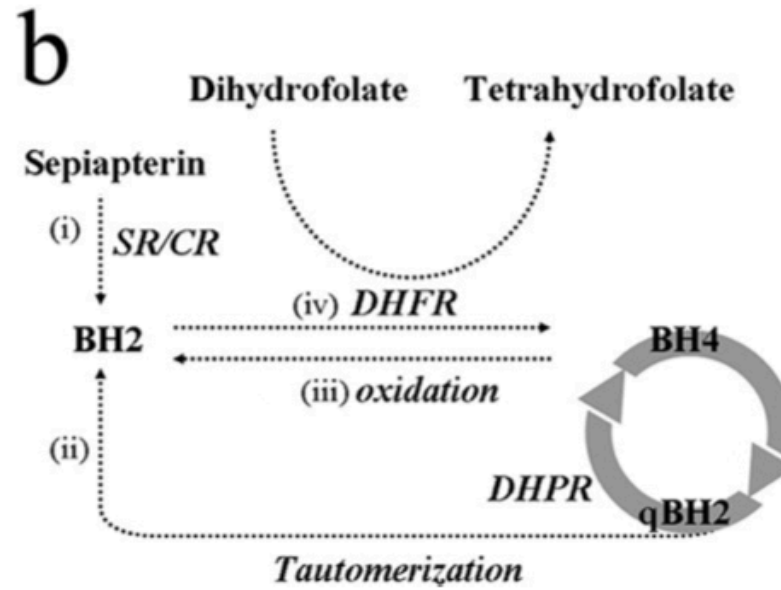 b
Dihydrofolate Tetrahydrofolate
Sepiapterin
(i) SR/CR
(iv) DHFR
BH2 BH4
(iii) oxidation
(ii)
DHPR
qBH2
Tautomerization